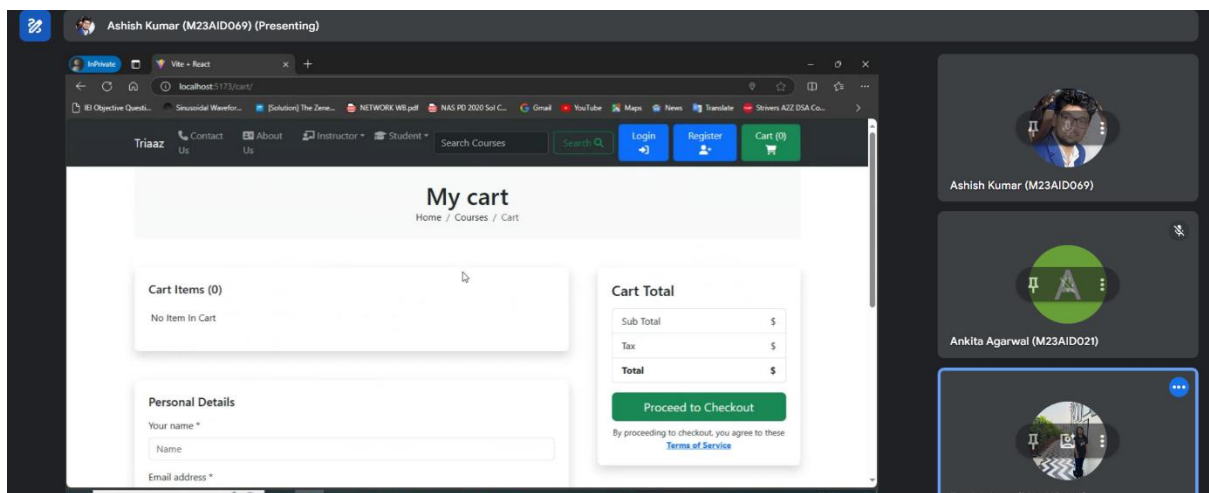 Ashish Kumar (M23AID069) (Presenting)
InPrivate
Vite + React
localhost:5173/cart/
IEI Objective Questi...
Sinusoidal Wavefor...
[Solution] The Zene...
NETWORK WB.pdf
NAS PD 2020 Sol C...
Gmail
YouTube
Maps
News
Translate
Strivers A2Z DSA Co...
Triaaz
Contact Us
About Us
Instructor
Student
Search Courses
Search
Login
Register
Cart (0)
My cart
Home / Courses / Cart
Cart Items (0)
No Item In Cart
Cart Total
Sub Total $
Tax $
Total $
Proceed to Checkout
By proceeding to checkout, you agree to these
Terms of Service
Personal Details
Your name *
Name
Email address *
Ashish Kumar (M23AID069)
A
Ankita Agarwal (M23AID021)